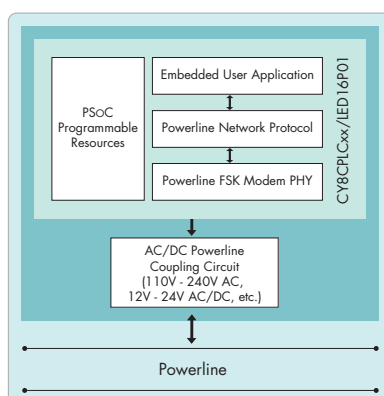 PSoC
Programmable
Resources
Embedded User Application
Powerline Network Protocol
Powerline FSK Modem PHY
CY8CPLCxx/LED16P01
AC/DC Powerline
Coupling Circuit
(110V - 240V AC,
12V - 24V AC/DC, etc.)
Powerline